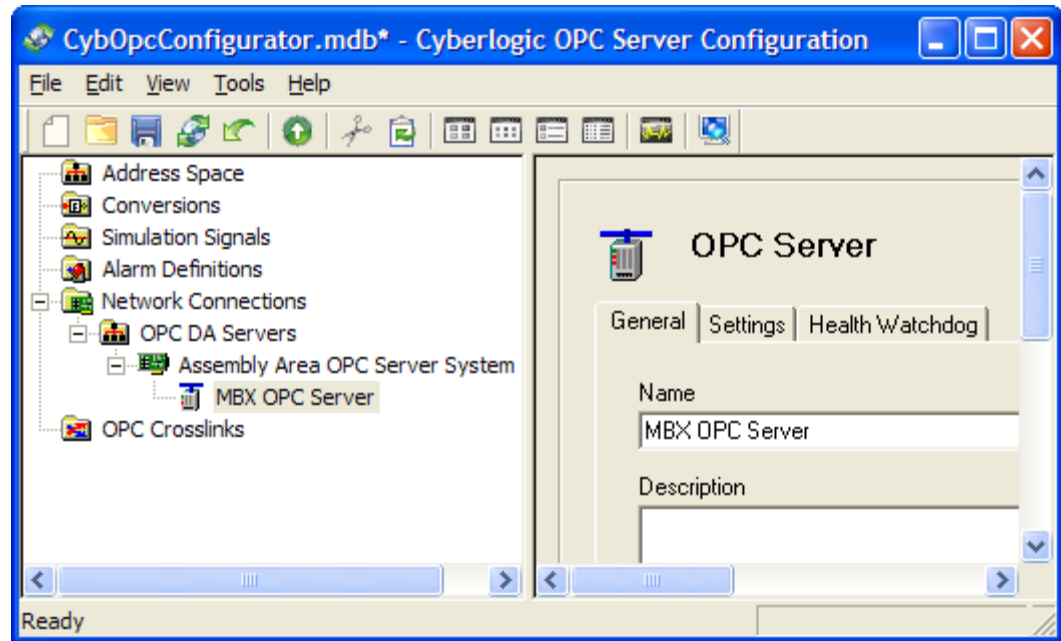 CybOpcConfigurator.mdb* - Cyberlogic OPC Server Configuration
File Edit View Tools Help
Address Space
Conversions
Simulation Signals
Alarm Definitions
Network Connections
OPC DA Servers
Assembly Area OPC Server System
MBX OPC Server
OPC Crosslinks
OPC Server
General Settings Health Watchdog
Name
MBX OPC Server
Description
Ready